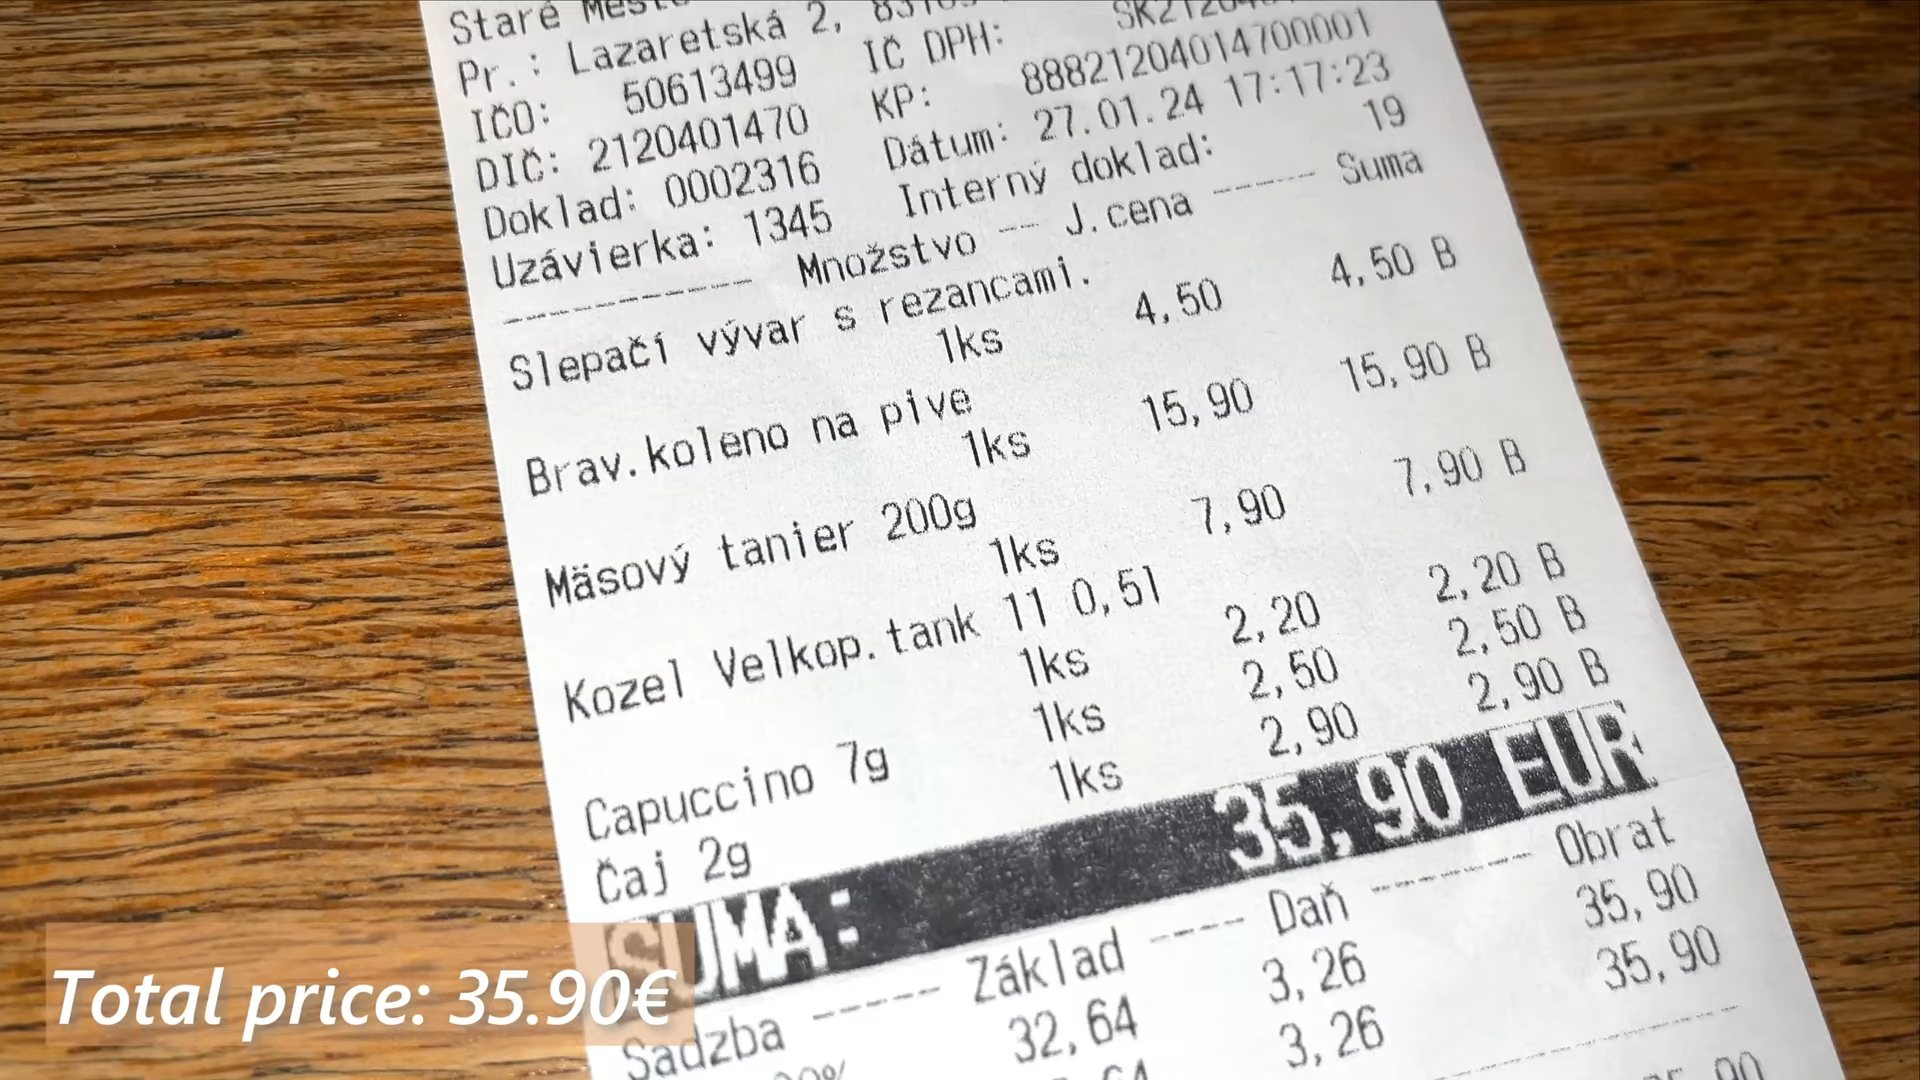 Staré
Pr.: Lazaretská 2,
IČO: 50613499 IČ DPH:
DIČ: 2120401470 KP: 88821204014700001
Doklad: 0002316 Dátum: 27.01.24 17:17:23
Uzávierka: 1345 Interný doklad: 19
---------- Množstvo -- J.cena ----- Suma
Slepačí vývar s rezancami.
1ks 4,50 4,50 B
Brav.koleno na pive
1ks 15,90 15,90 B
Mäsový tanier 200g
1ks 7,90 7,90 B
Kozel Velkop.tank 11 0,5l
1ks 2,20 2,20 B
Capuccino 7g 1ks 2,50 2,50 B
Čaj 2g 1ks 2,90 2,90 B
SUMA: 35,90 EUR
Sadzba ----- Základ ---- Daň ------ Obrat
32,64 3,26 35,90
3,26 35,90
Total price: 35.90€